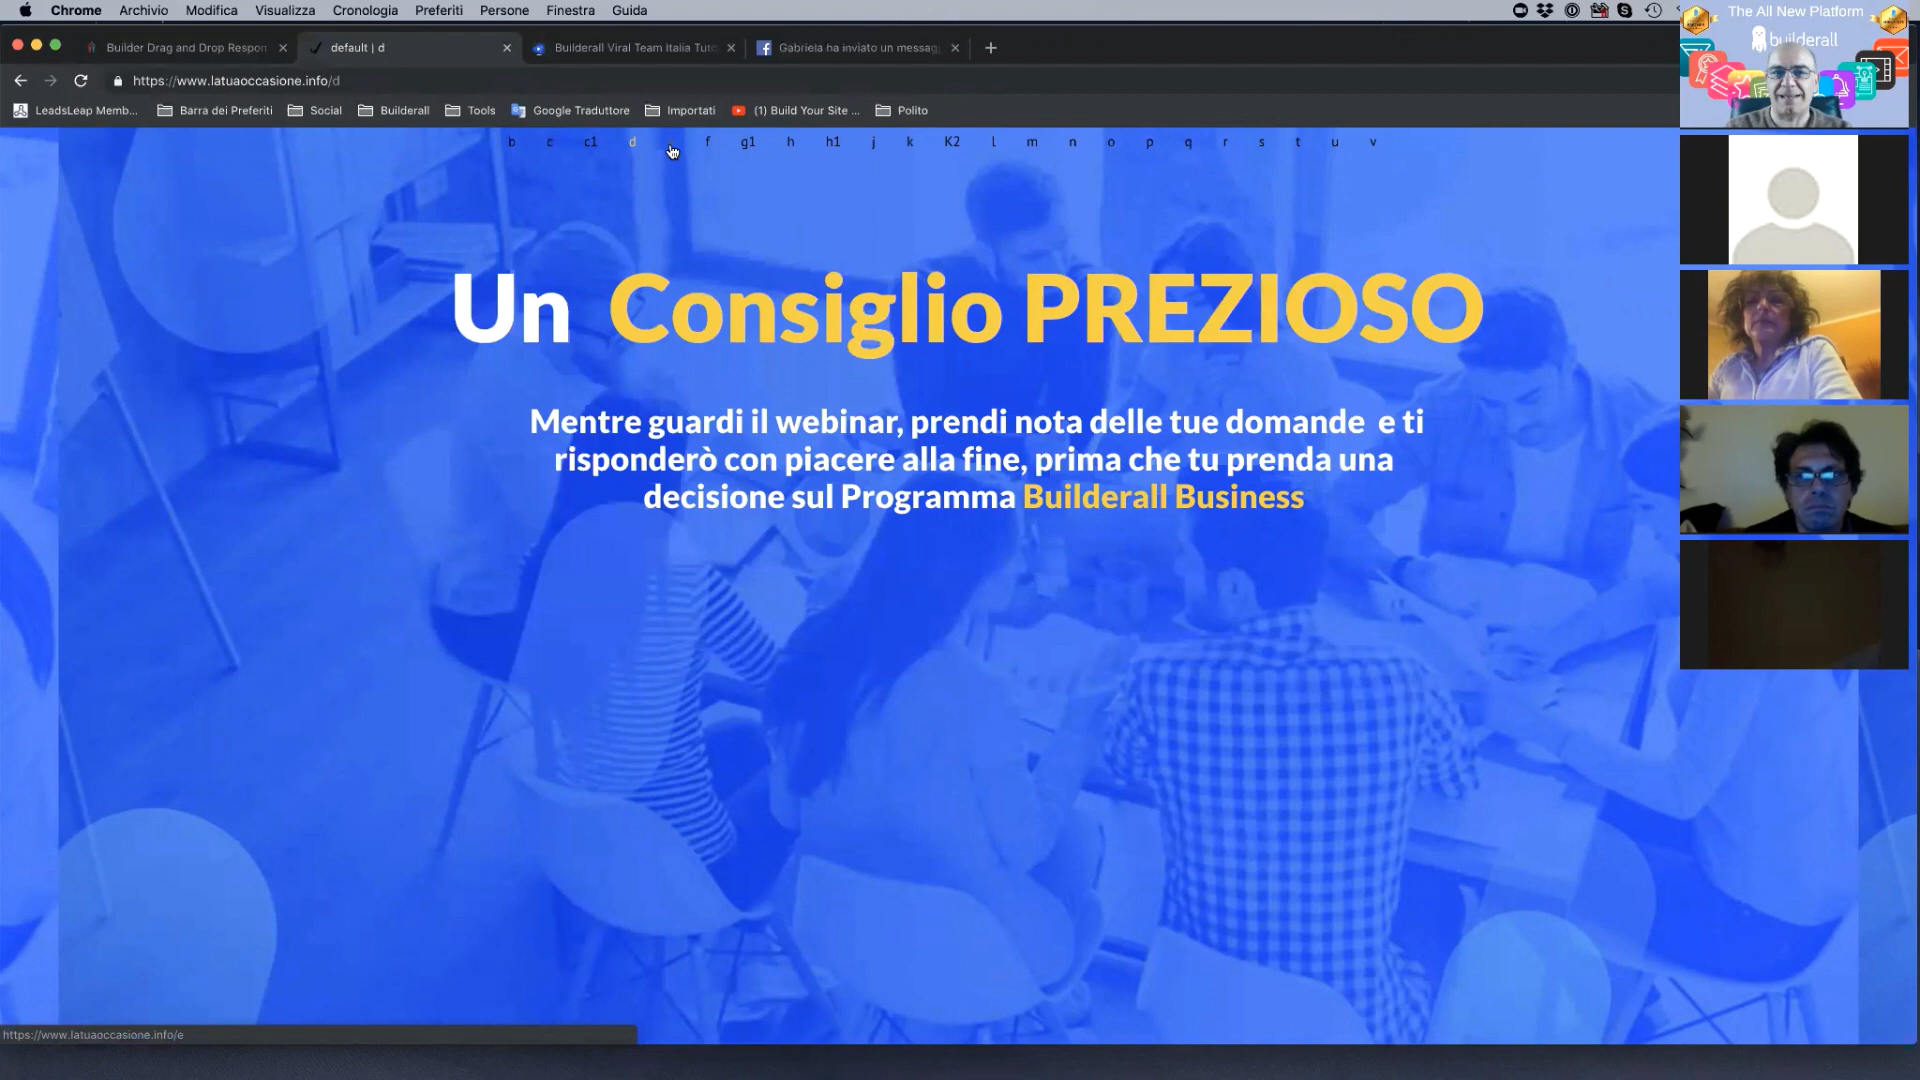 Chrome Archivio Modifica Visualizza Cronologia Preferiti Persone Finestra Guida
The All New Platform
builderall
Builder Drag and Drop Respon
default | d
Builderall Viral Team Italia Tuto
Gabriela ha inviato un messag
https://www.latuaoccasione.info/d
LeadsLeap Memb... Barra dei Preferiti Social Builderall Tools Google Traduttore Importati (1) Build Your Site ... Polito
b c c1 d f g1 h h1 j k K2 l m n o p q r s t u v
Un Consiglio PREZIOSO
Mentre guardi il webinar, prendi nota delle tue domande e ti
risponderò con piacere alla fine, prima che tu prenda una
decisione sul Programma Builderall Business
https://www.latuaoccasione.info/e